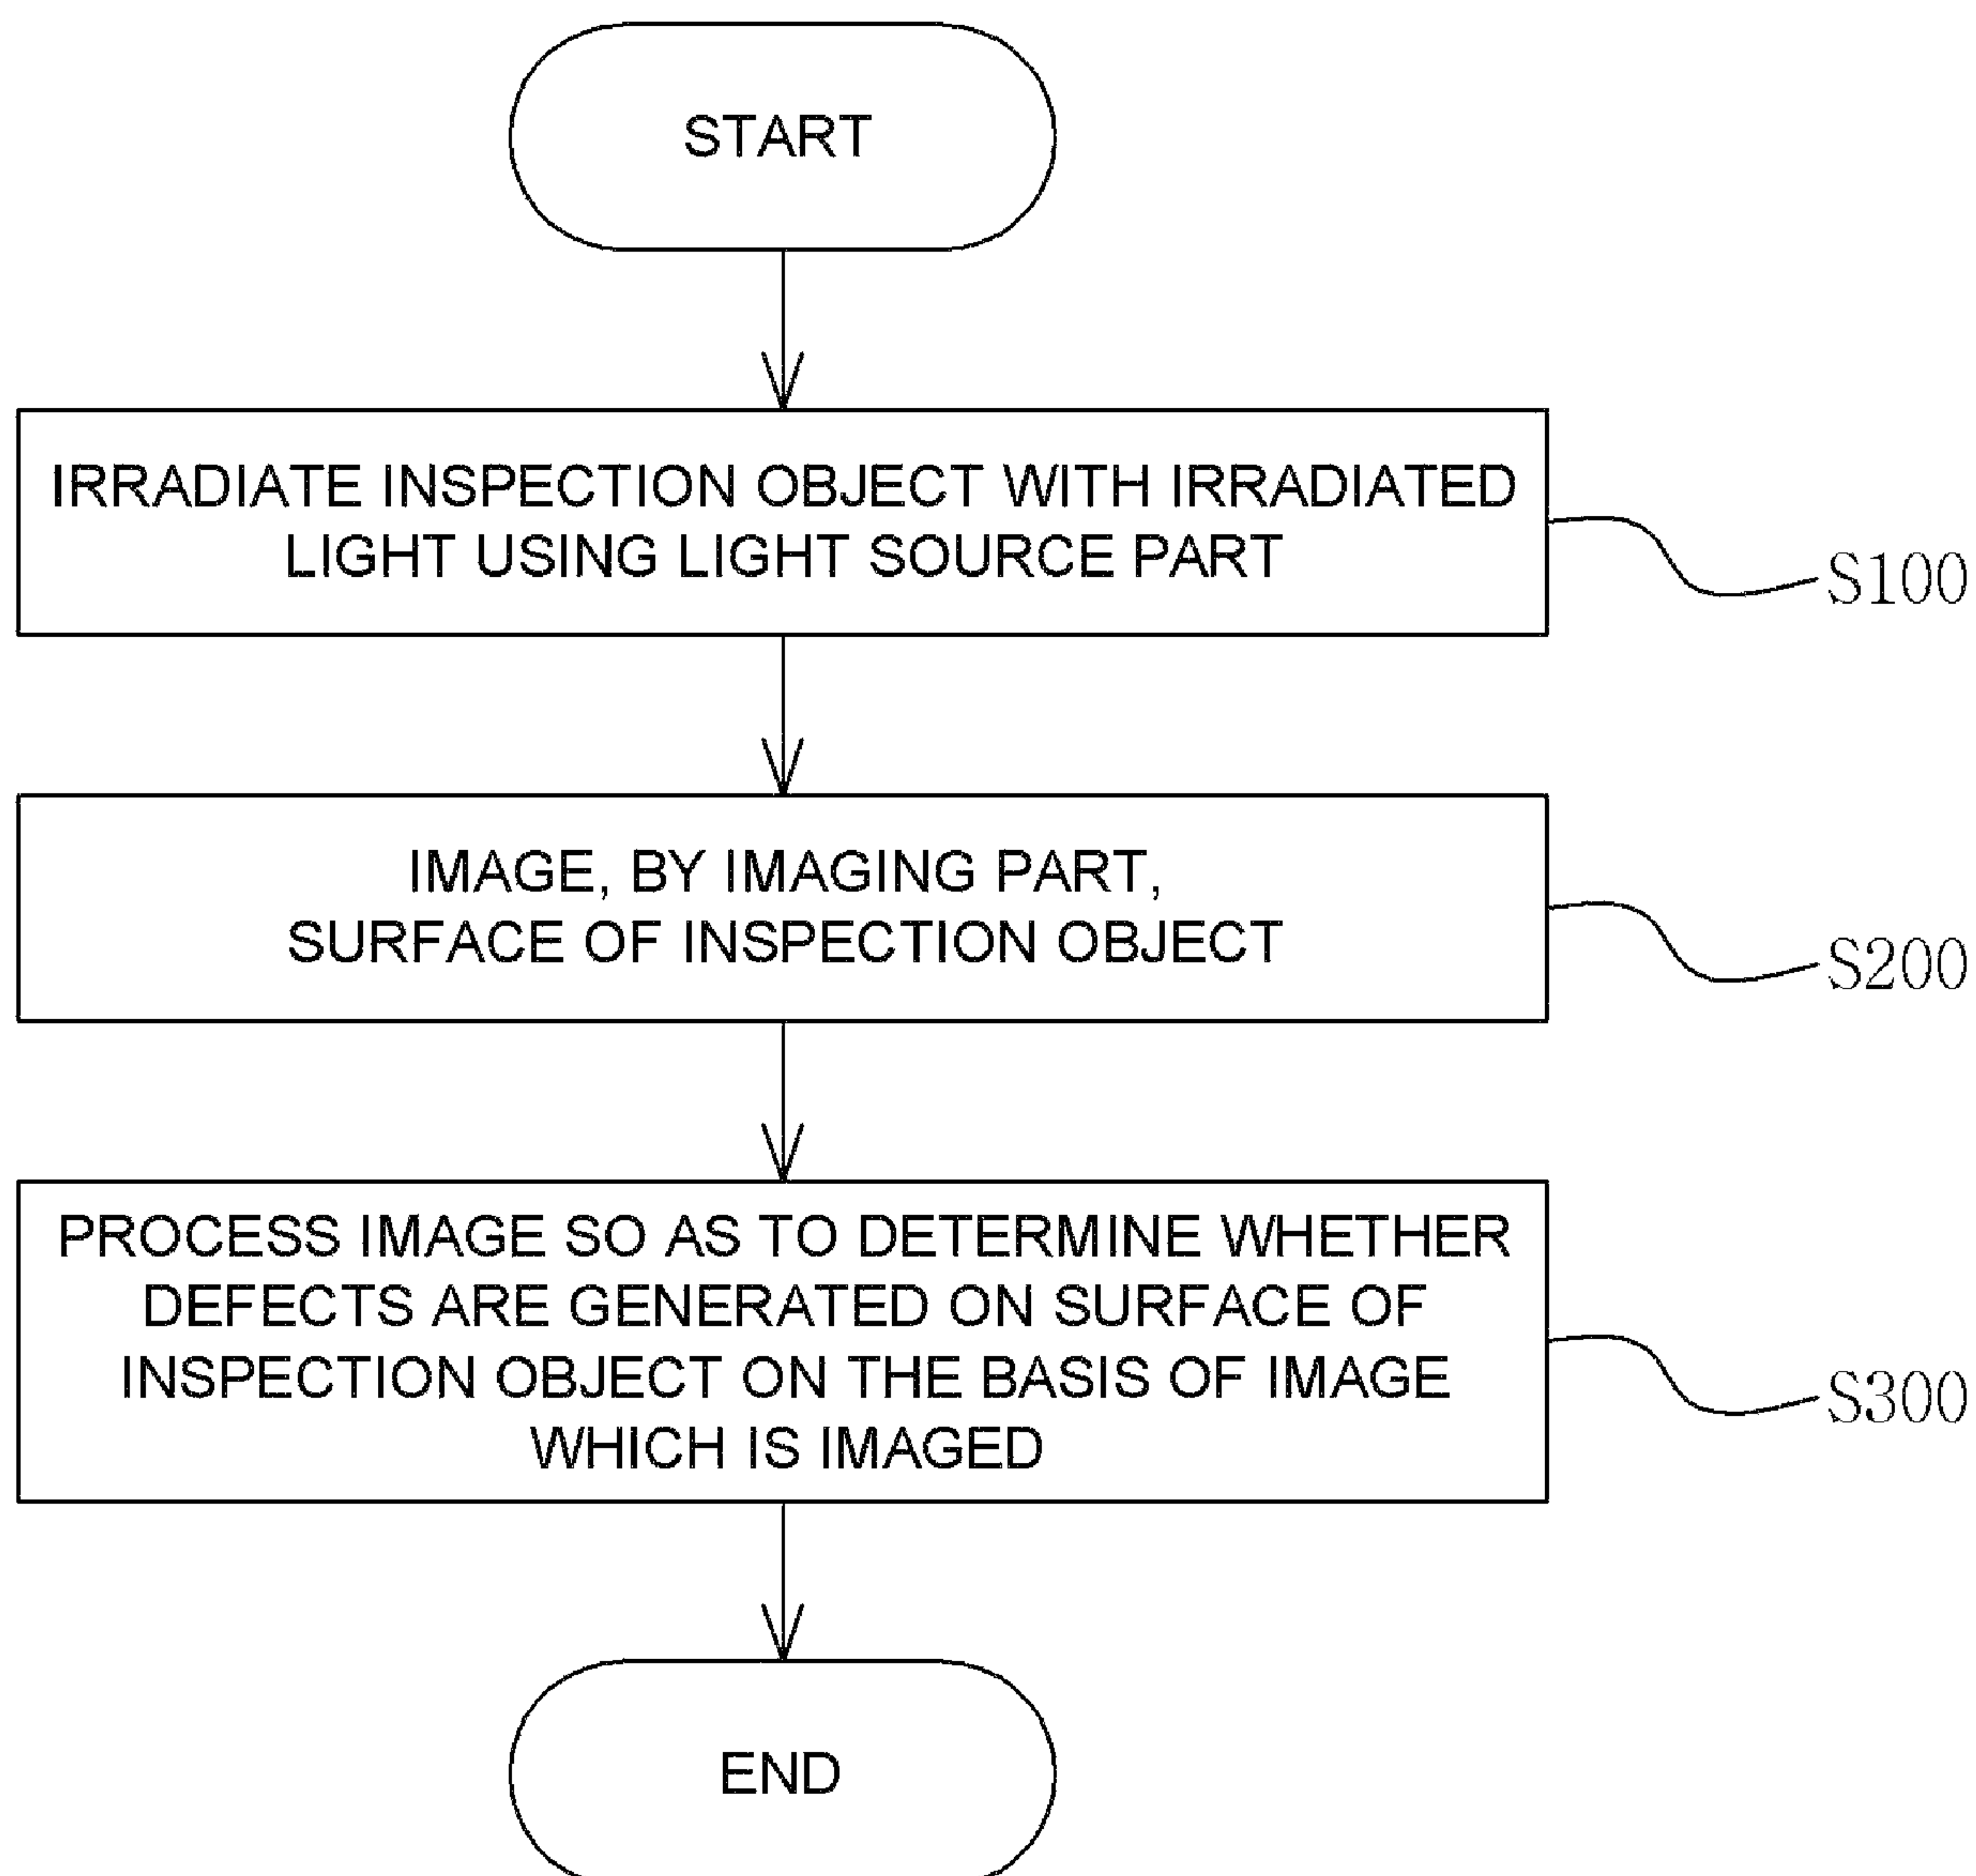 START
IRRADIATE INSPECTION OBJECT WITH IRRADIATED
LIGHT USING LIGHT SOURCE PART
S100
IMAGE, BY IMAGING PART,
SURFACE OF INSPECTION OBJECT
S200
PROCESS IMAGE SO AS TO DETERMINE WHETHER
DEFECTS ARE GENERATED ON SURFACE OF
INSPECTION OBJECT ON THE BASIS OF IMAGE
WHICH IS IMAGED
S300
END